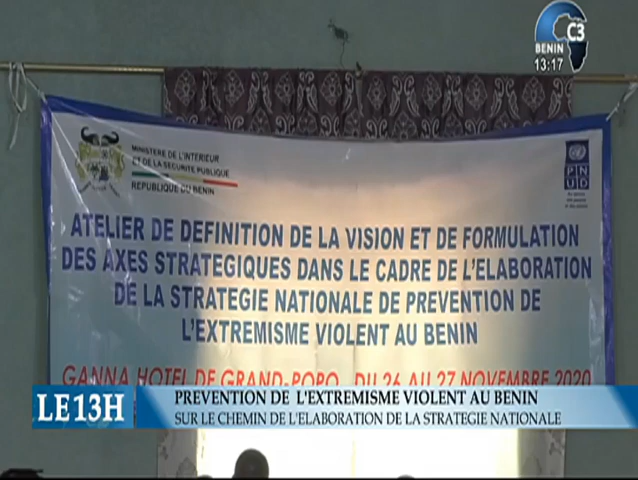 C3
BENIN
13:17
MINISTERE DE L'INTERIEUR
ET DE LA SECURITE PUBLIQUE
REPUBLIQUE DU BENIN
PNUD
ATELIER DE DEFINITION DE LA VISION ET DE FORMULATION
DES AXES STRATEGIQUES DANS LE CADRE DE L'ELABORATION
DE LA STRATEGIE NATIONALE DE PREVENTION DE
L'EXTREMISME VIOLENT AU BENIN
GANNA HOTEL DE GRAND-POPO, DU 26 AU 27 NOVEMBRE 2020
LE13H
PREVENTION DE L'EXTREMISME VIOLENT AU BENIN
SUR LE CHEMIN DE L'ELABORATION DE LA STRATEGIE NATIONALE